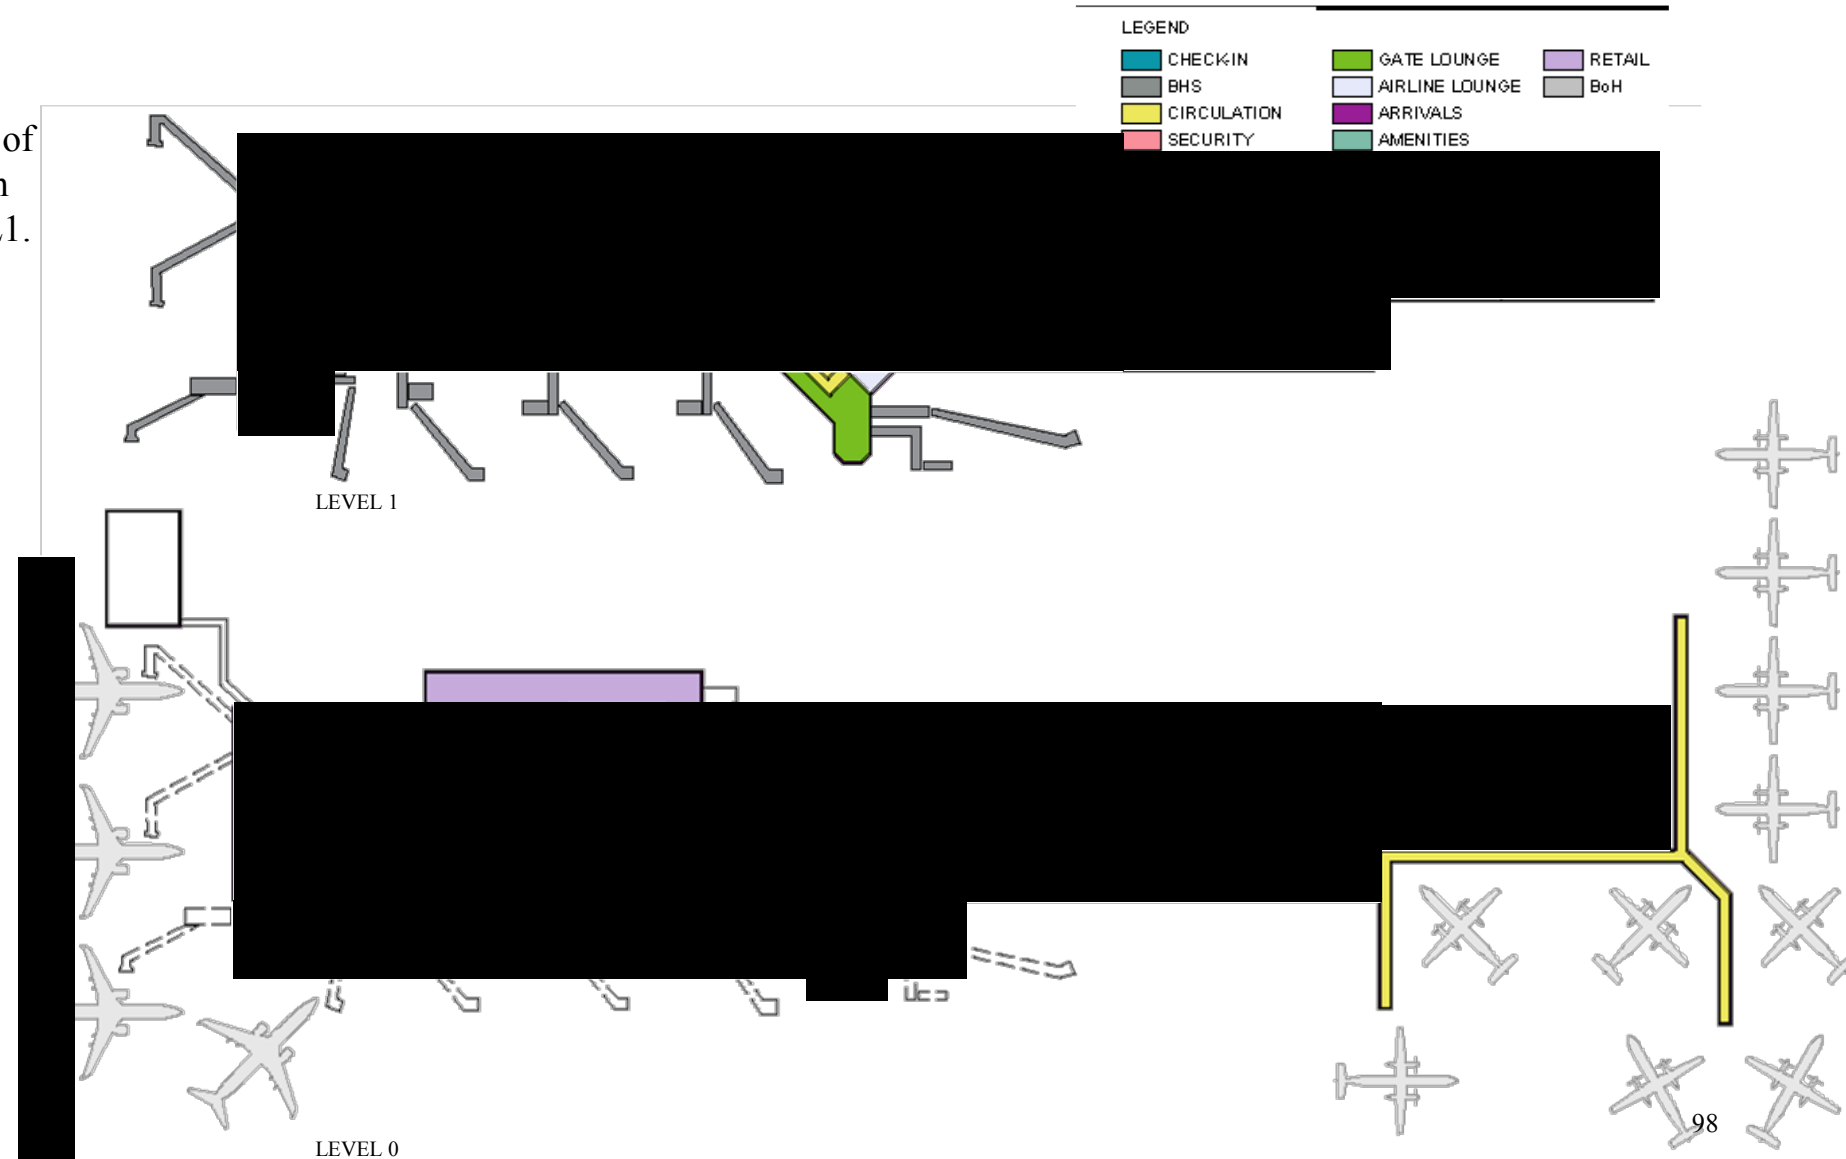 LEGEND
CHECK-IN
BHS
CIRCULATION
SECURITY
GATE LOUNGE
AIRLINE LOUNGE
ARRIVALS
AMENITIES
RETAIL
BoH
of
LEVEL 1
LEVEL 0
98